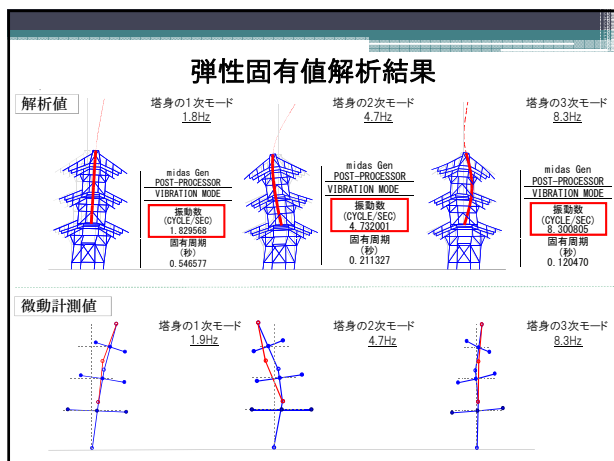 弾性固有値解析結果
解析値
塔身の1次モード
1.8Hz
塔身の2次モード
4.7Hz
塔身の3次モード
8.3Hz
midas Gen
POST-PROCESSOR
VIBRATION MODE
振動数
(CYCLE/SEC)
1.829568
固有周期
(秒)
0.546577
midas Gen
POST-PROCESSOR
VIBRATION MODE
振動数
(CYCLE/SEC)
4.732001
固有周期
(秒)
0.211327
midas Gen
POST-PROCESSOR
VIBRATION MODE
振動数
(CYCLE/SEC)
8.300805
固有周期
(秒)
0.120470
微動計測値
塔身の1次モード
1.9Hz
塔身の2次モード
4.7Hz
塔身の3次モード
8.3Hz